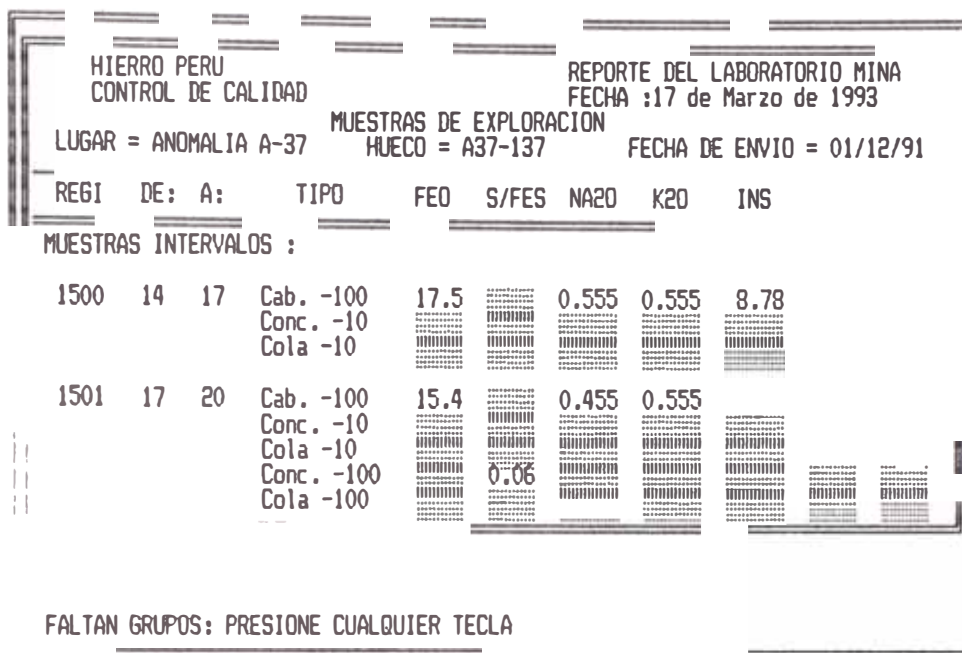 HIERRO PERU REPORTE DEL LABORATORIO MINA
CONTROL DE CALIDAD FECHA :17 de Marzo de 1993
MUESTRAS DE EXPLORACION
LUGAR = ANOMALIA A-37 HUECO = A37-137 FECHA DE ENVIO = 01/12/91
REGI DE: A: TIPO FEO S/FES NA2O K2O INS
MUESTRAS INTERVALOS :
1500 14 17 Cab. -100 17.5 0.555 0.555 8.78
Conc. -10
Cola -10
1501 17 20 Cab. -100 15.4 0.455 0.555
Conc. -10
Cola -10
Conc. -100 0.06
Cola -100
FALTAN GRUPOS: PRESIONE CUALQUIER TECLA